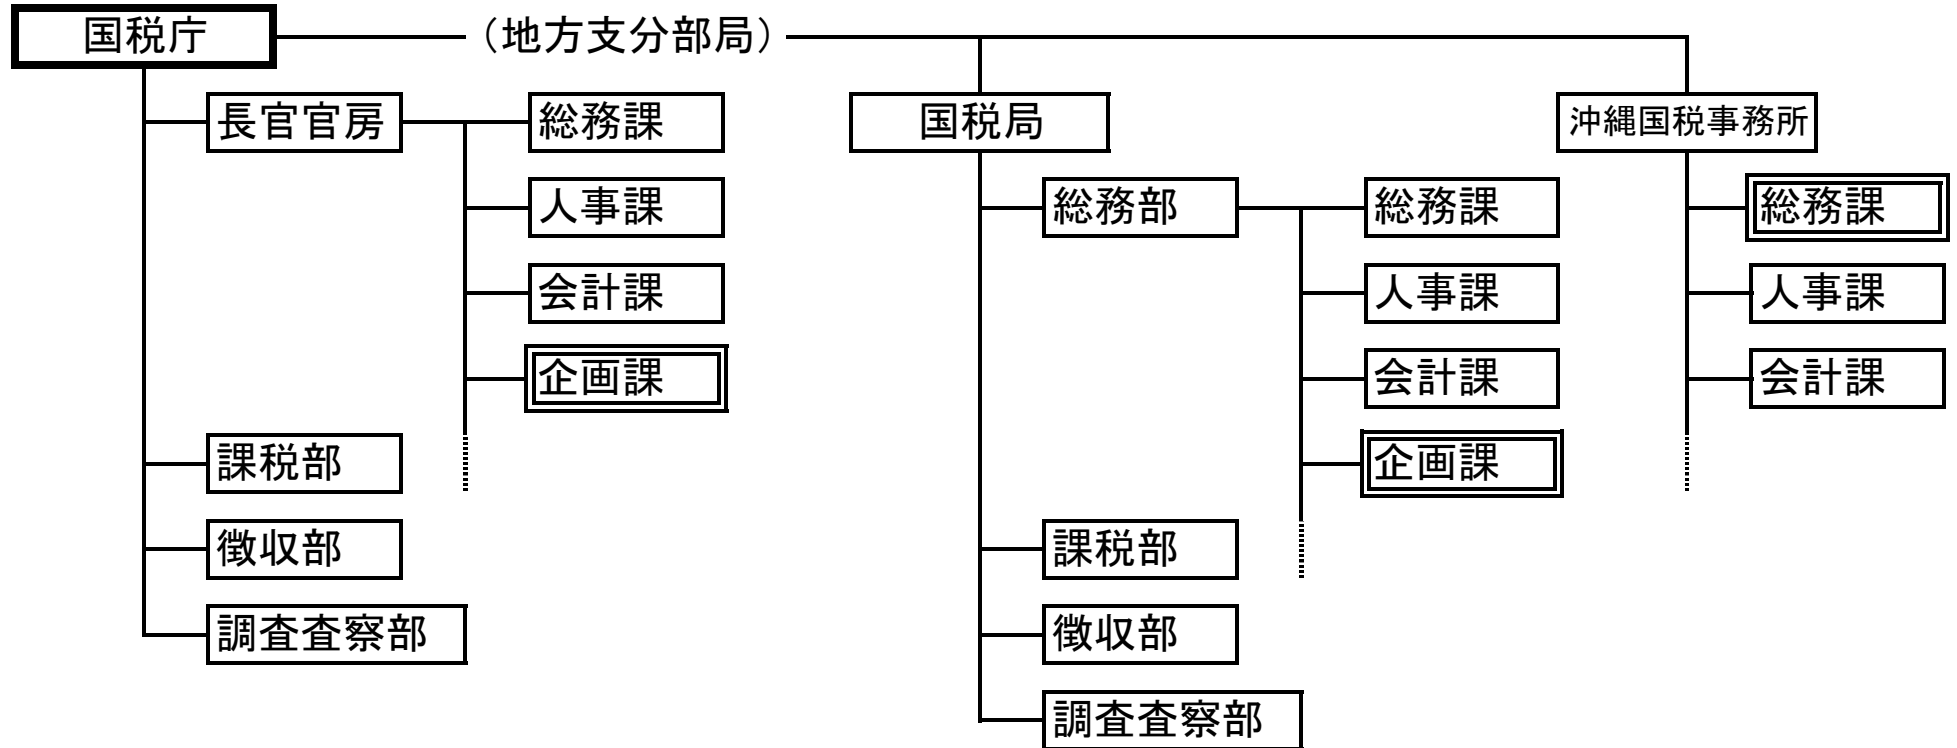 国税庁
(地方支分部局)
長官官房
総務課
人事課
会計課
企画課
課税部
徴収部
調査査察部
国税局
総務部
総務課
人事課
会計課
企画課
課税部
徴収部
調査査察部
沖縄国税事務所
総務課
人事課
会計課